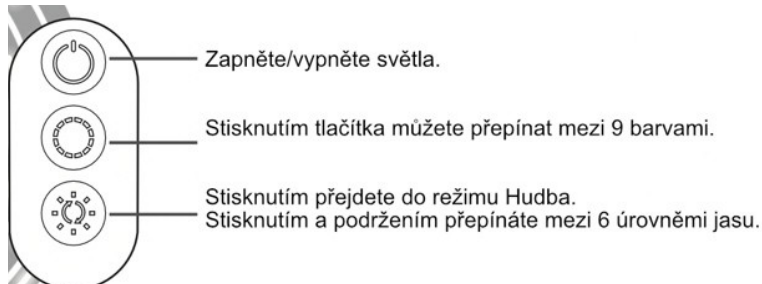 Zapněte/vypněte světla.
Stisknutím tlačítka můžete přepínat mezi 9 barvami.
Stisknutím přejdete do režimu Hudba.
Stisknutím a podržením přepínáte mezi 6 úrovněmi jasu.